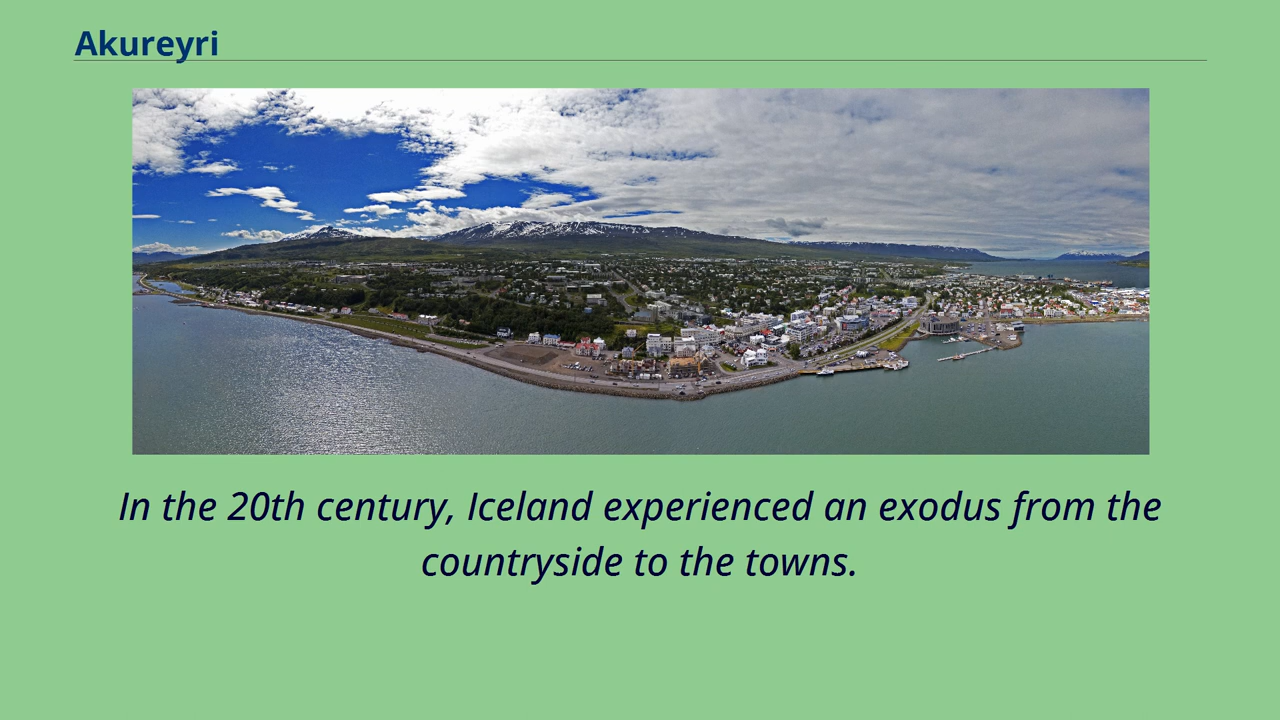 Akureyri
In the 20th century, Iceland experienced an exodus from the
countryside to the towns.